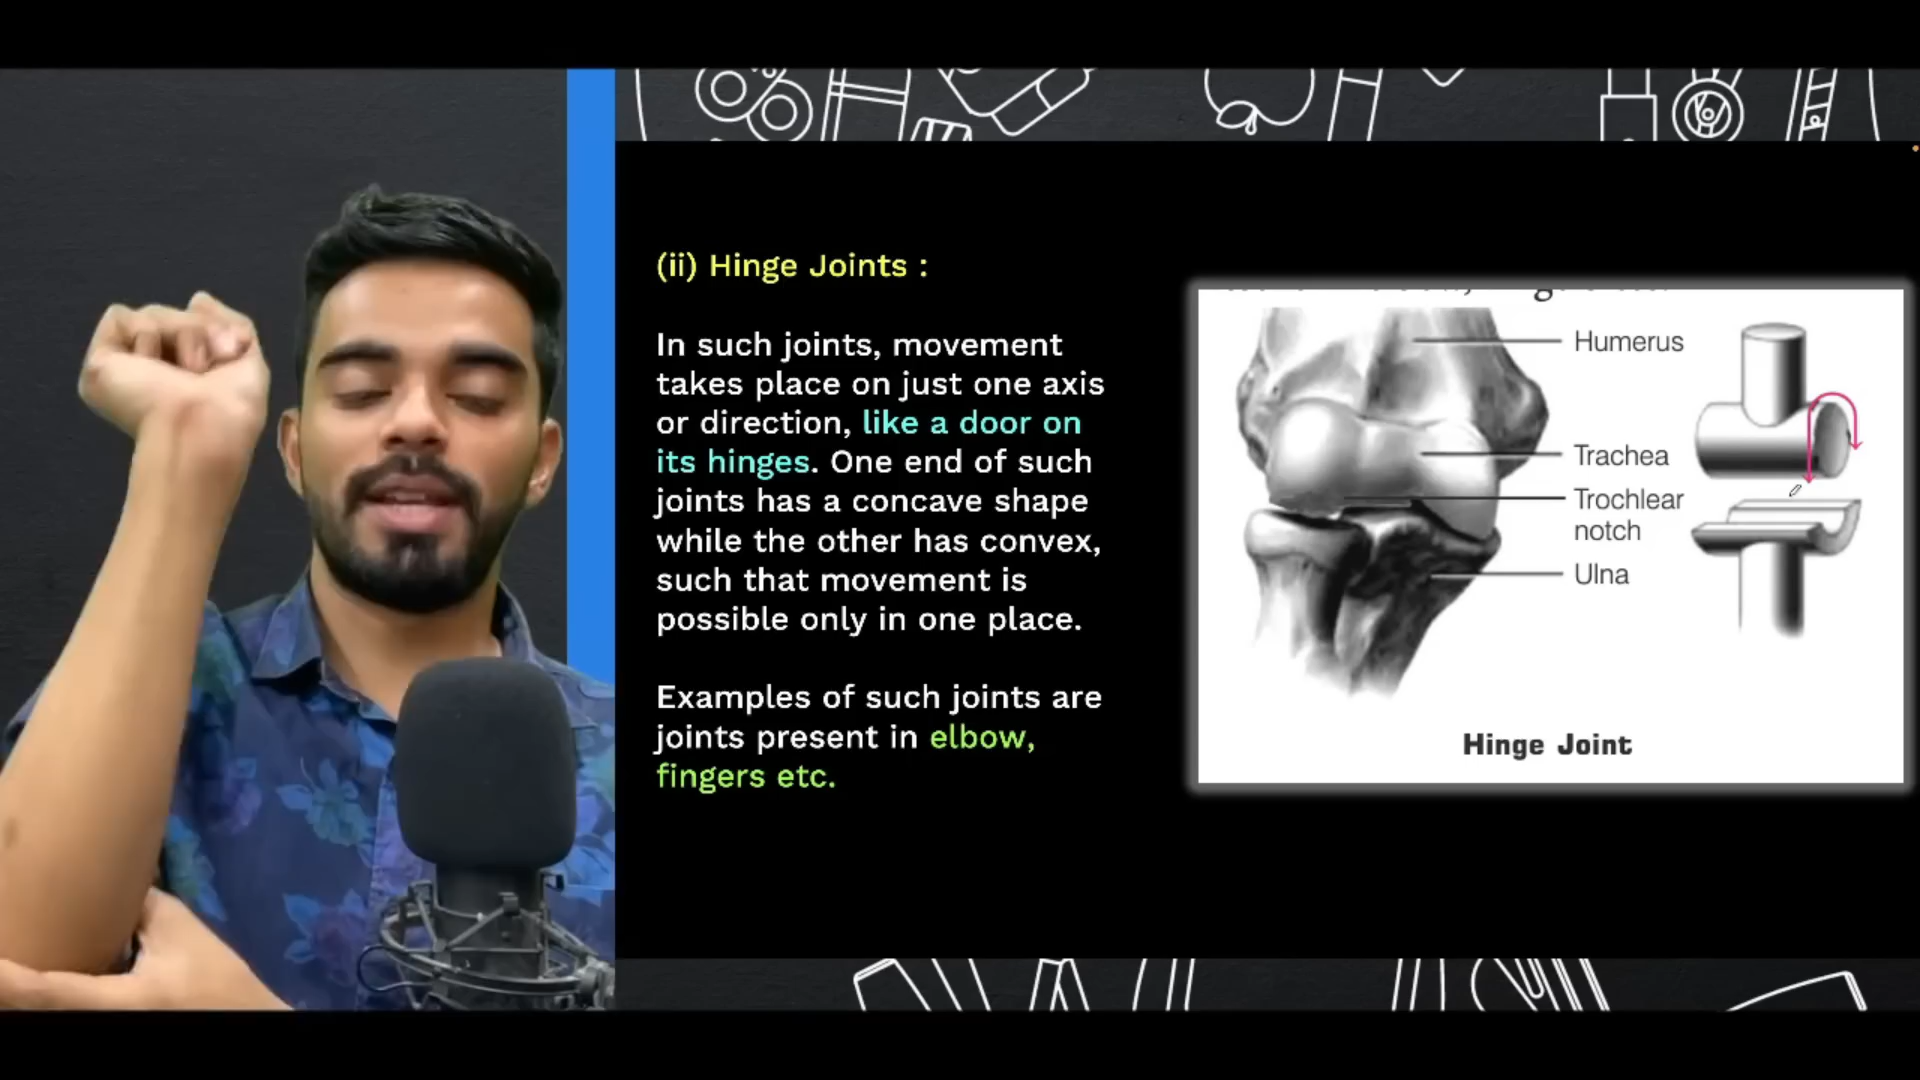 (ii) Hinge Joints :
In such joints, movement
takes place on just one axis
or direction, like a door on
its hinges. One end of such
joints has a concave shape
while the other has convex,
such that movement is
possible only in one place.
Examples of such joints are
joints present in elbow,
fingers etc.
Humerus
Trachea
Trochlear
notch
Ulna
Hinge Joint